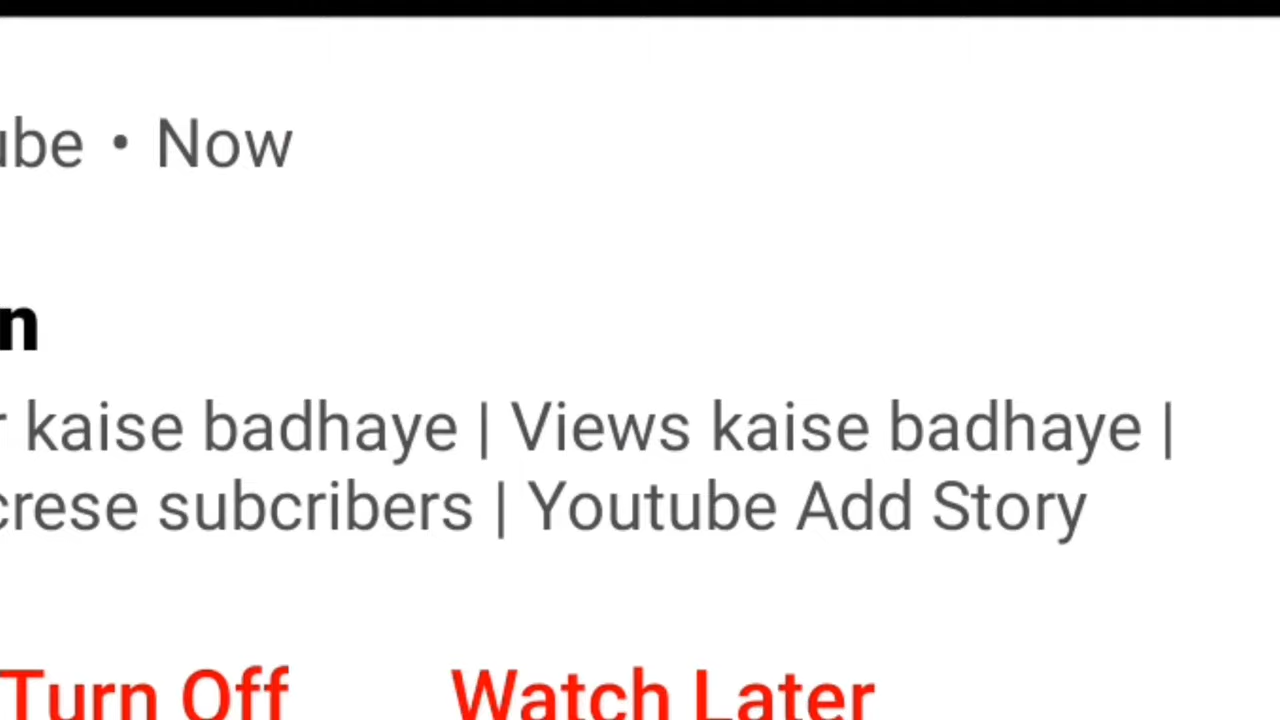 ube • Now
n
r kaise badhaye | Views kaise badhaye |
crese subcribers | Youtube Add Story
Turn Off Watch Later